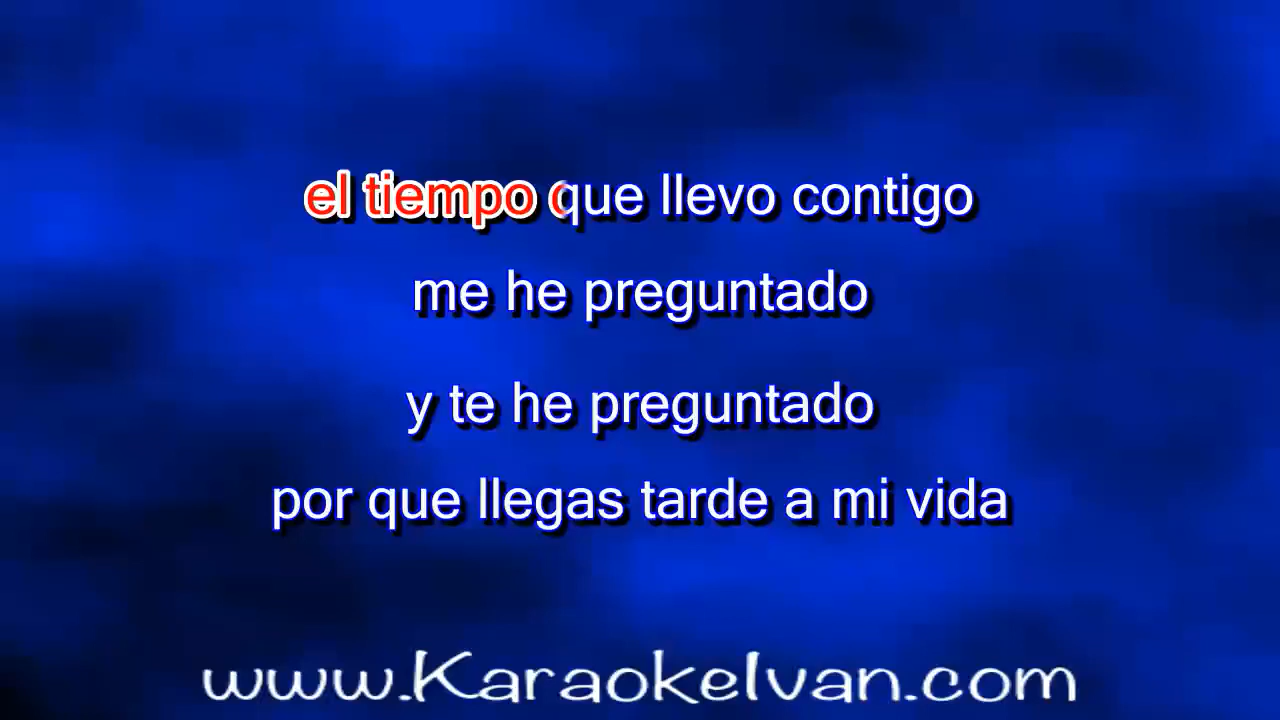 el tiempo que llevo contigo
me he preguntado
y te he preguntado
por que llegas tarde a mi vida
www.KaraokeIvan.com